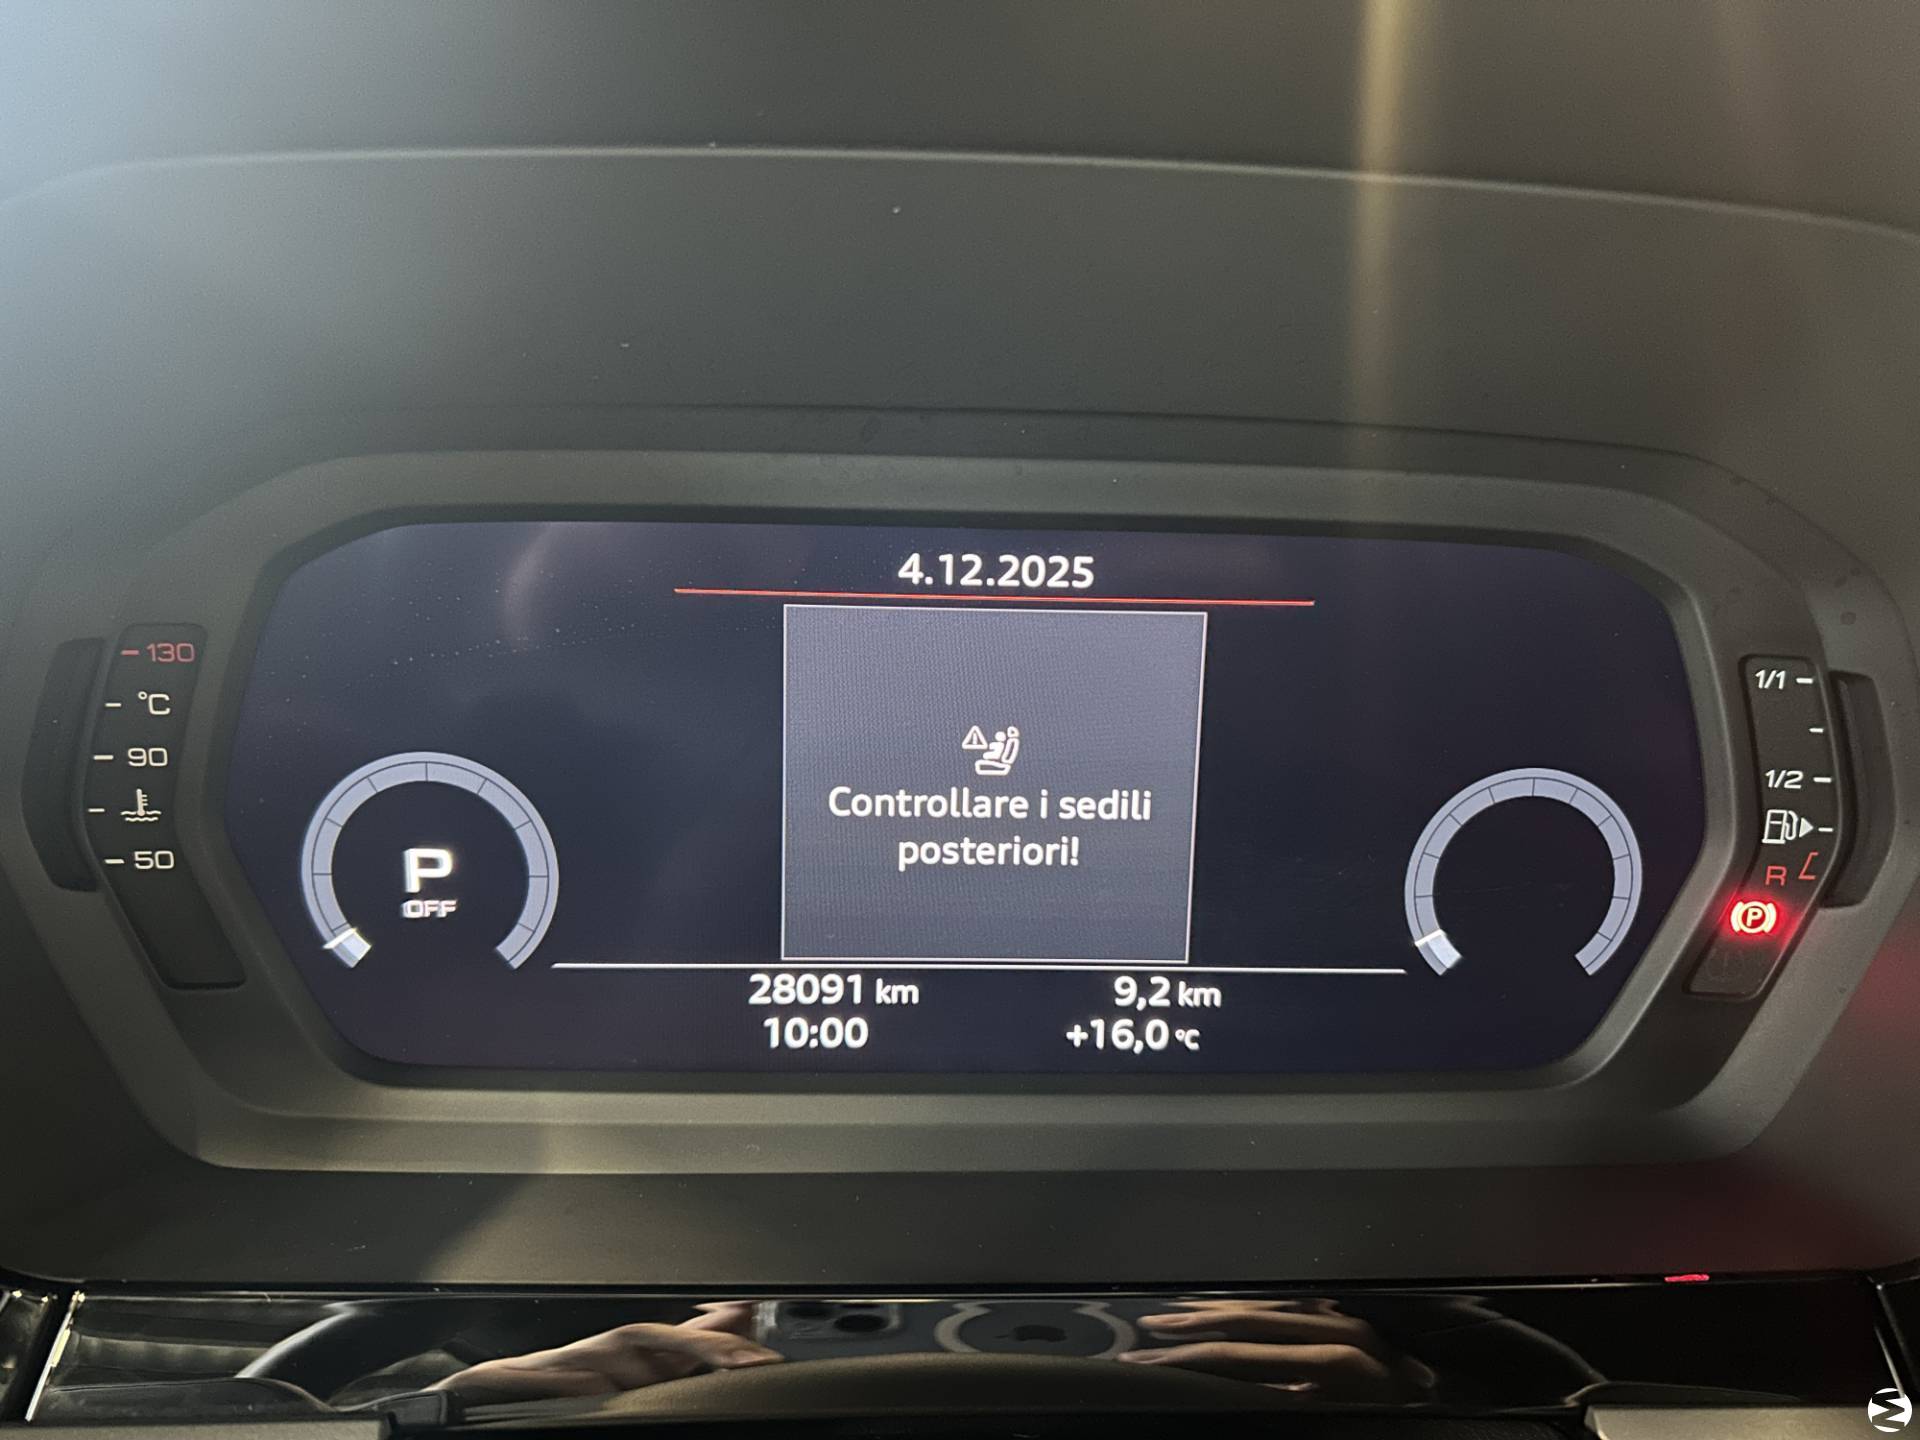 4.12.2025
130
°C
90
50
P
OFF
Controllare i sedili
posteriori!
1/1
1/2
R
P
28091 km
9,2 km
10:00
+16,0 °C